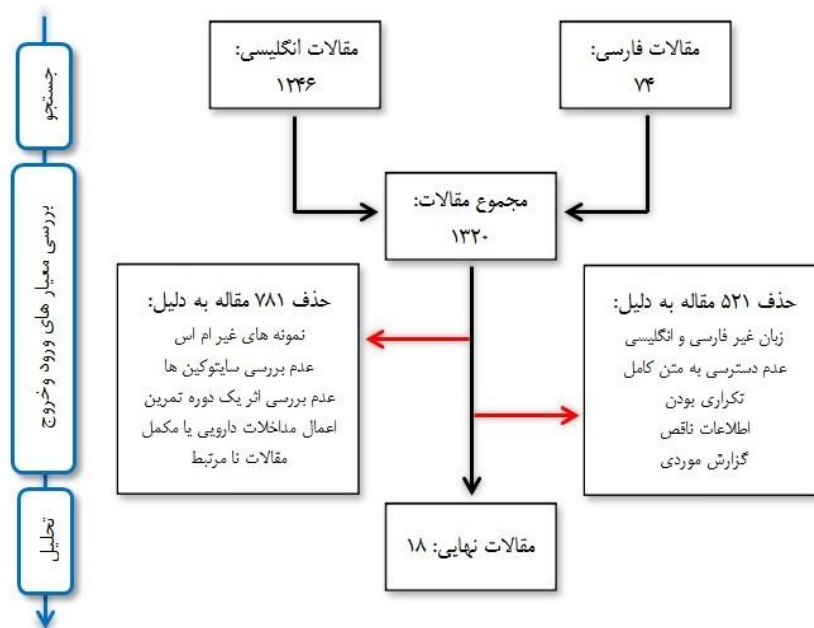 جستجو
بررسی معیار های ورود وخروج
تحلیل
مقالات فارسی:
۷۴
مقالات انگلیسی:
۱۲۴۶
مجموع مقالات:
۱۳۲۰
حذف ۵۲۱ مقاله به دلیل:
زبان غیر فارسی و انگلیسی
عدم دسترسی به متن کامل
تکراری بودن
اطلاعات ناقص
گزارش موردی
حذف ۷۸۱ مقاله به دلیل:
نمونه های غیر ام اس
عدم بررسی سایتوکین ها
عدم بررسی اثر یک دوره تمرین
اعمال مداخلات دارویی یا مکمل
مقالات نا مرتبط
مقالات نهایی: ۱۸